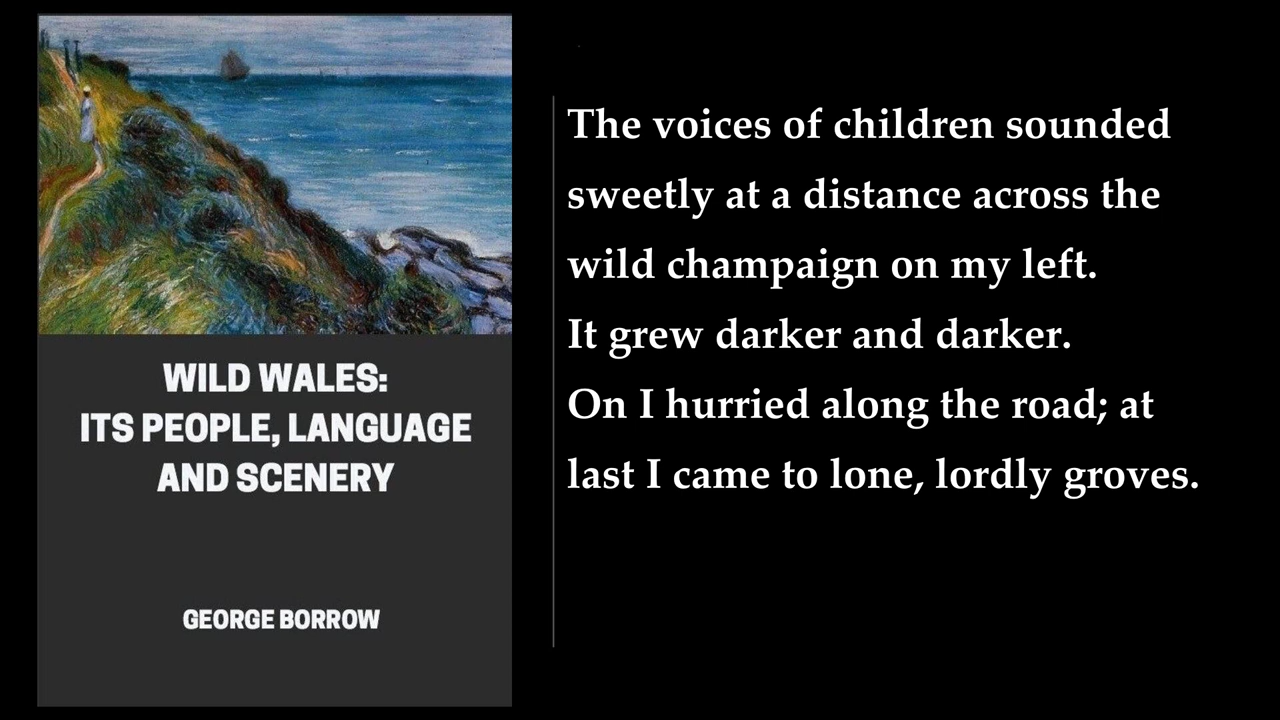 WILD WALES:
ITS PEOPLE, LANGUAGE
AND SCENERY
GEORGE BORROW
The voices of children sounded
sweetly at a distance across the
wild champaign on my left.
It grew darker and darker.
On I hurried along the road; at
last I came to lone, lordly groves.